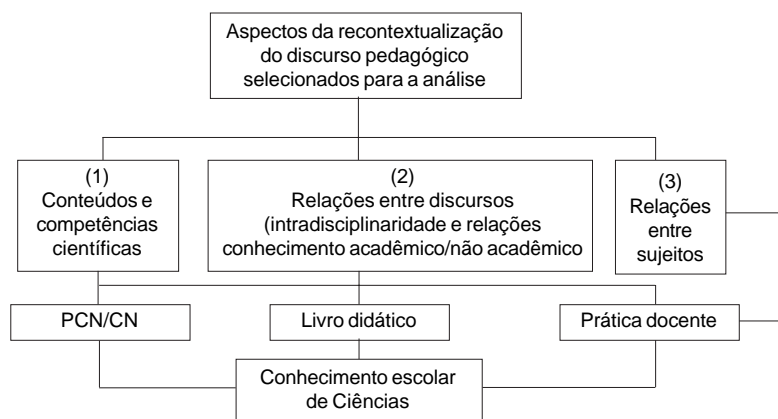 Aspectos da recontextualização
do discurso pedagógico
selecionados para a análise
(1)
Conteúdos e
competências
científicas
(2)
Relações entre discursos
(intradisciplinaridade e relações
conhecimento acadêmico/não acadêmico
(3)
Relações
entre
sujeitos
PCN/CN
Livro didático
Prática docente
Conhecimento escolar
de Ciências